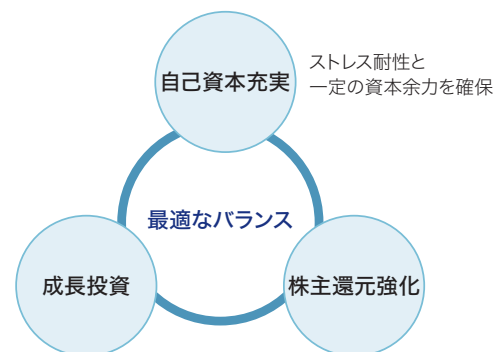 自己資本充実
ストレス耐性と
一定の資本余力を確保
最適なバランス
成長投資
株主還元強化